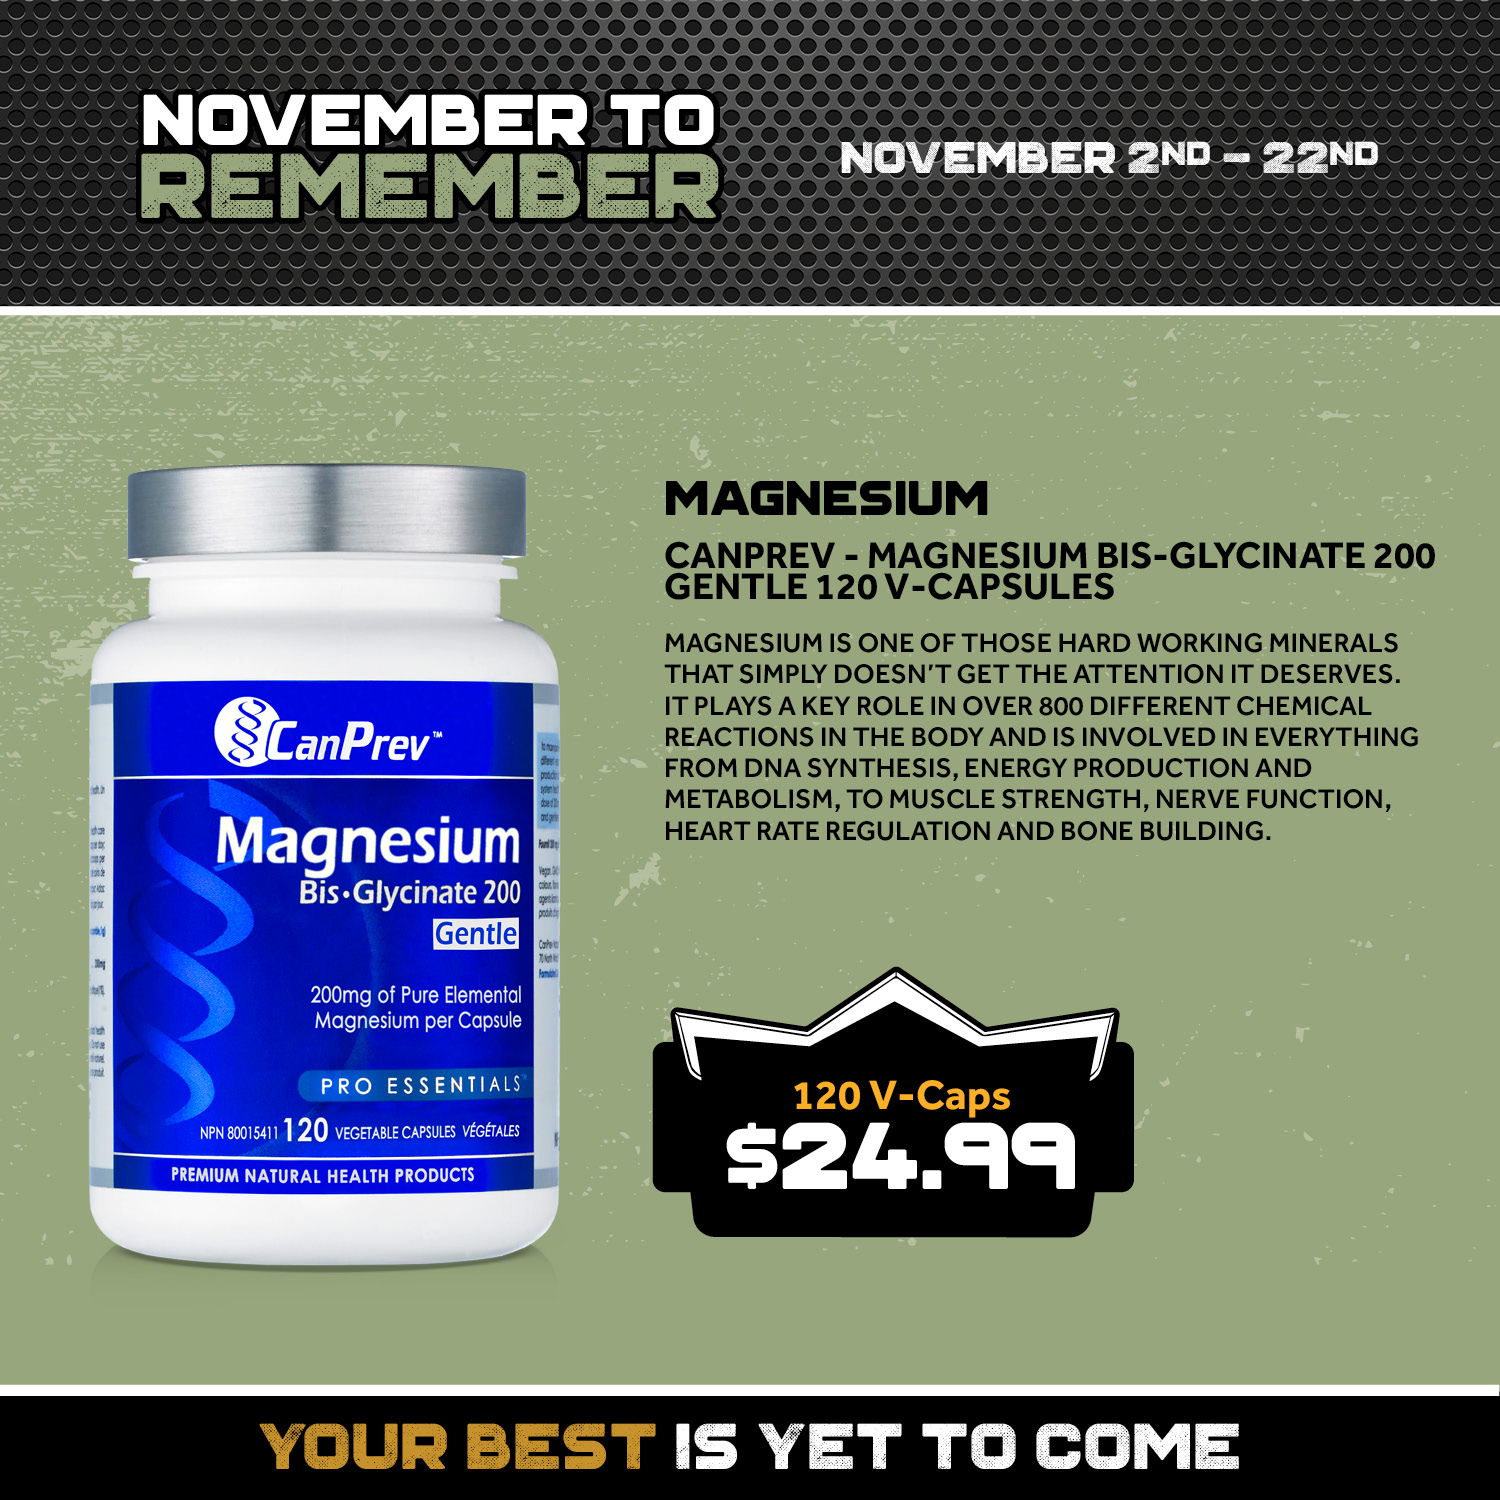 NOVEMBER TO
REMEMBER
NOVEMBER 2ND – 22ND
MAGNESIUM
CANPREV - MAGNESIUM BIS-GLYCINATE 200
GENTLE 120 V-CAPSULES
MAGNESIUM IS ONE OF THOSE HARD WORKING MINERALS
THAT SIMPLY DOESN'T GET THE ATTENTION IT DESERVES.
IT PLAYS A KEY ROLE IN OVER 800 DIFFERENT CHEMICAL
REACTIONS IN THE BODY AND IS INVOLVED IN EVERYTHING
FROM DNA SYNTHESIS, ENERGY PRODUCTION AND
METABOLISM, TO MUSCLE STRENGTH, NERVE FUNCTION,
HEART RATE REGULATION AND BONE BUILDING.
CanPrev™
Magnesium
Bis•Glycinate 200
Gentle
200mg of Pure Elemental
Magnesium per Capsule
PRO ESSENTIALS™
NPN 80015411 120 VEGETABLE CAPSULES VÉGÉTALES
PREMIUM NATURAL HEALTH PRODUCTS
120 V-Caps
$24.99
YOUR BEST IS YET TO COME